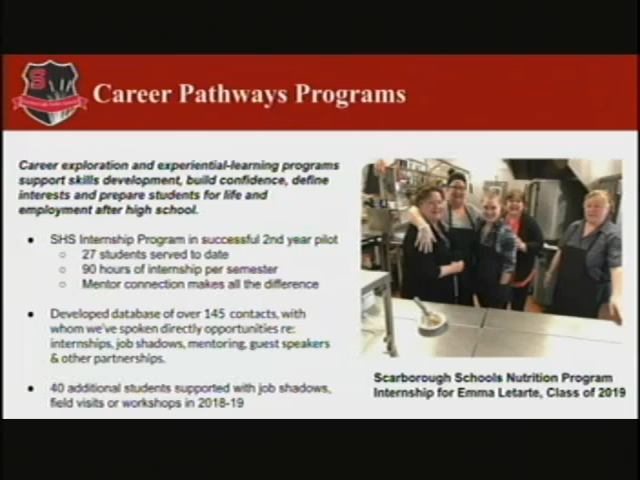 S
Career Pathways Programs
Career exploration and experiential-learning programs
support skills development, build confidence, define
interests and prepare students for life and
employment after high school.
• SHS Internship Program in successful 2nd year pilot
○ 27 students served to date
○ 90 hours of internship per semester
○ Mentor connection makes all the difference
• Developed database of over 145 contacts, with
whom we've spoken directly opportunities re:
internships, job shadows, mentoring, guest speakers
& other partnerships.
• 40 additional students supported with job shadows,
field visits or workshops in 2018-19
Scarborough Schools Nutrition Program
Internship for Emma Letarte, Class of 2019